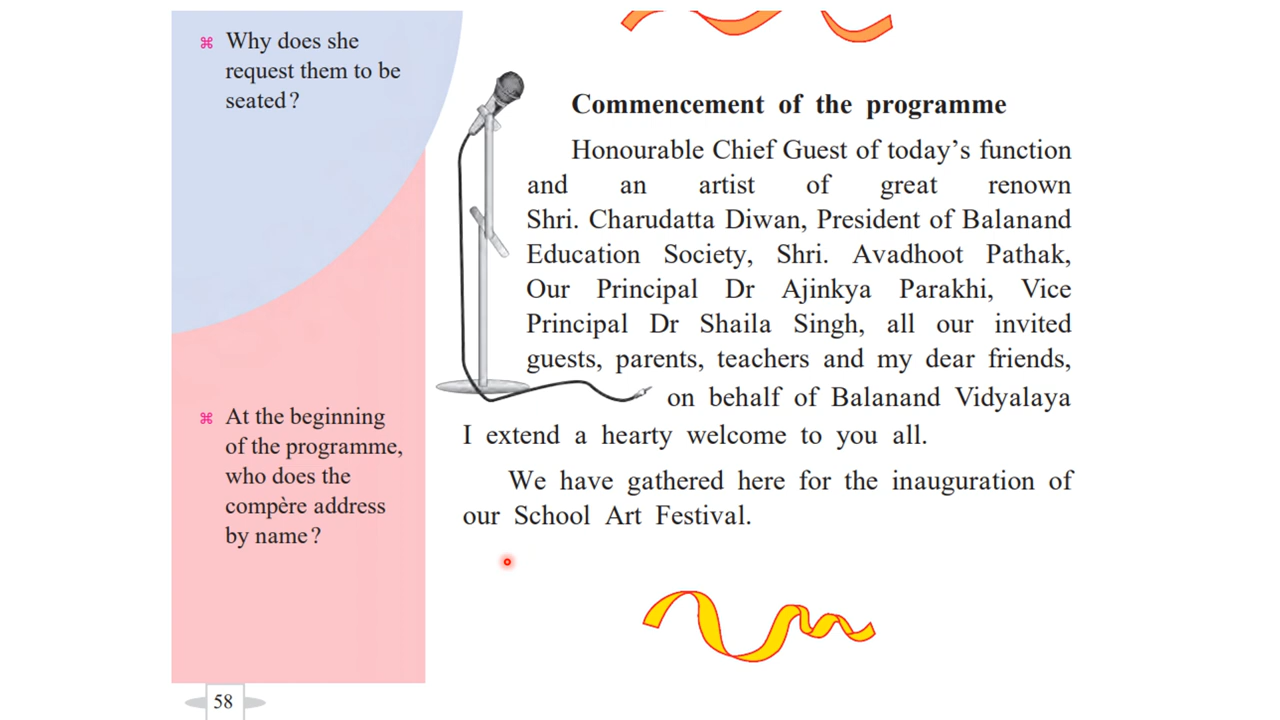 ⌘ Why does she
request them to be
seated?
Commencement of the programme
Honourable Chief Guest of today's function
and an artist of great renown
Shri. Charudatta Diwan, President of Balanand
Education Society, Shri. Avadhoot Pathak,
Our Principal Dr Ajinkya Parakhi, Vice
Principal Dr Shaila Singh, all our invited
guests, parents, teachers and my dear friends,
on behalf of Balanand Vidyalaya
I extend a hearty welcome to you all.
We have gathered here for the inauguration of
our School Art Festival.
⌘ At the beginning
of the programme,
who does the
compère address
by name?
58